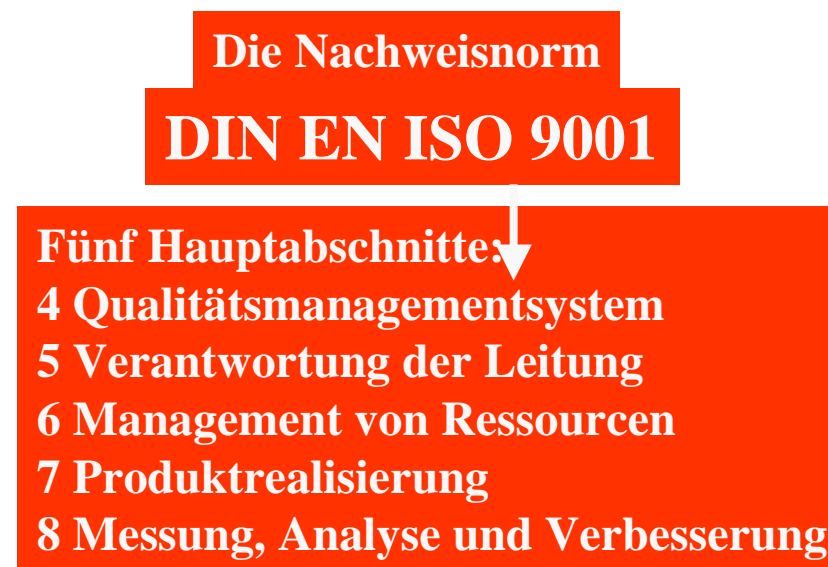 Die Nachweisnorm
DIN EN ISO 9001
Fünf Hauptabschnitte:
4 Qualitätsmanagementsystem
5 Verantwortung der Leitung
6 Management von Ressourcen
7 Produktrealisierung
8 Messung, Analyse und Verbesserung